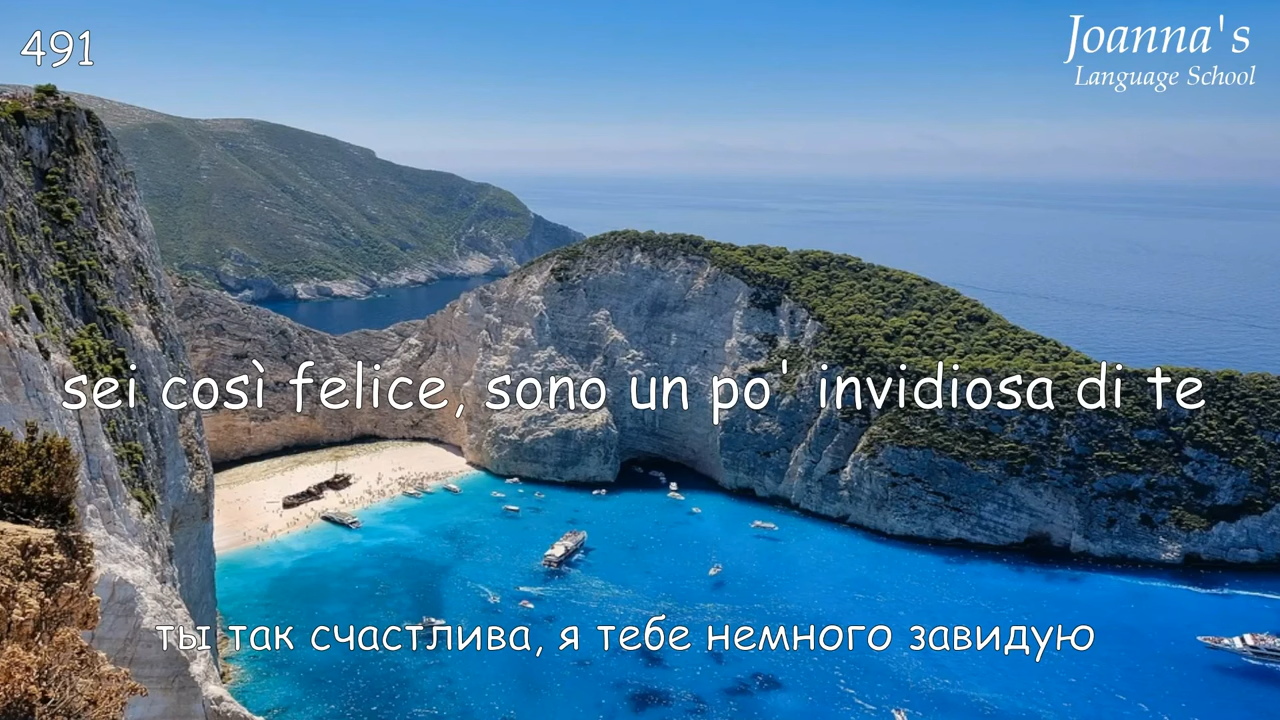 491
Joanna's
Language School
sei così felice, sono un po' invidiosa di te
ты так счастлива, я тебе немного завидую